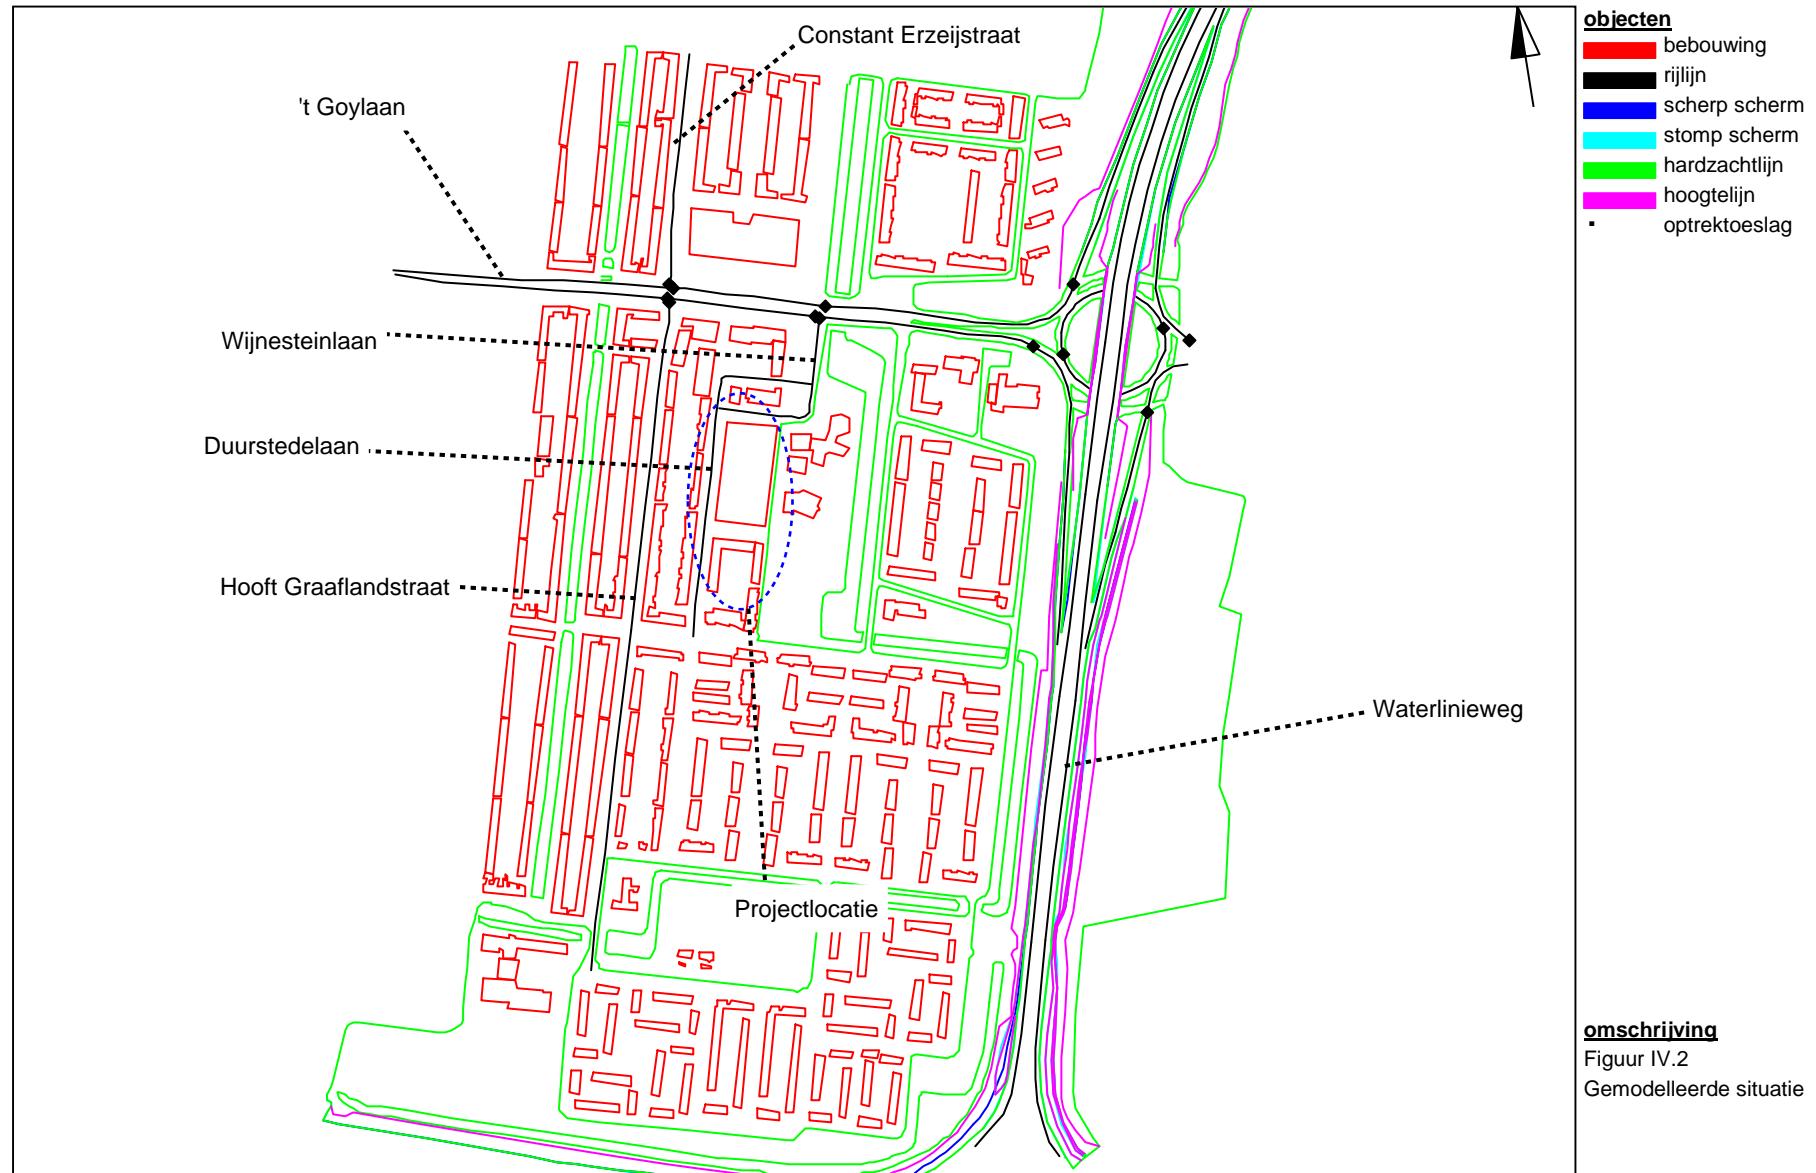 Constant Erzeijstraat
't Goylaan
Wijnesteinlaan
Duurstedelaan
Hooft Graaflandstraat
Waterlinieweg
Projectlocatie
objecten
bebouwing
rijlijn
scherp scherm
stomp scherm
hardzachtlijn
hoogtelijn
optrektoeslag
omschrijving
Figuur IV.2
Gemodelleerde situatie